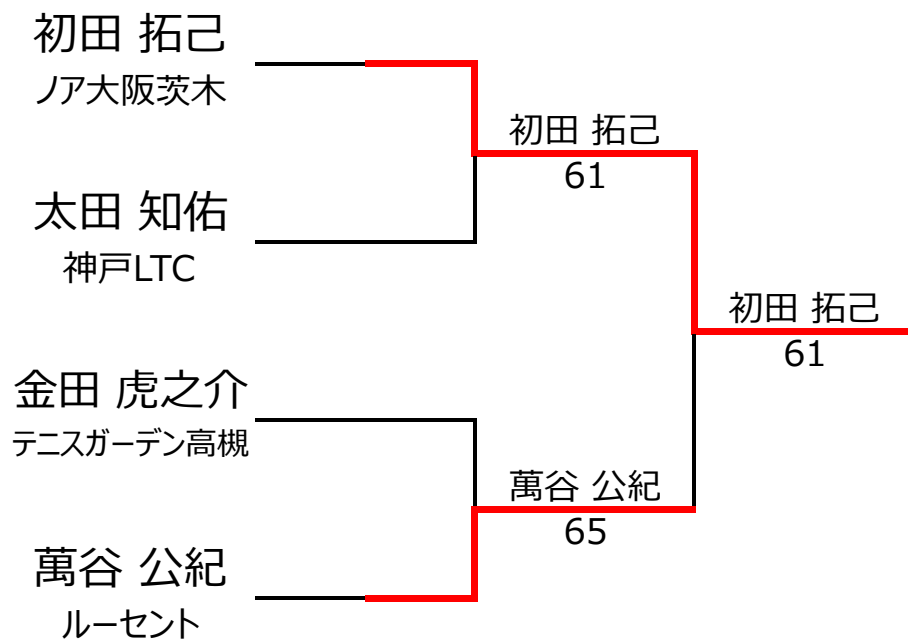 初田 拓己
ノア大阪茨木
初田 拓己
61
太田 知佑
神戸LTC
初田 拓己
61
金田 虎之介
テニスガーデン高槻
萬谷 公紀
65
萬谷 公紀
ルーセント